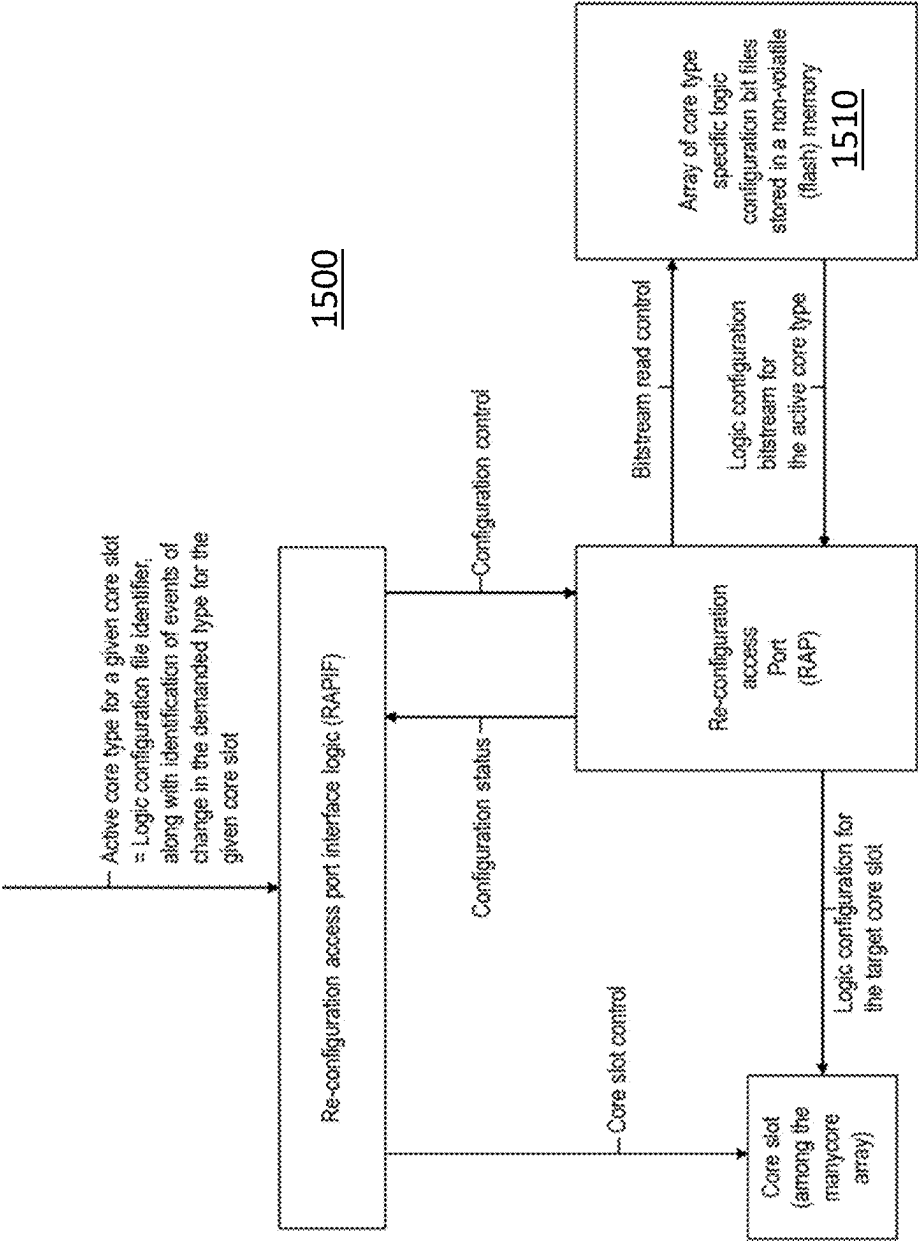 Active core type for a given core slot
= Logic configuration file identifier,
along with identification of events of
change in the demanded type for the
given core slot
Re-configuration access port interface logic (RAPIF)
1500
Core slot control
Configuration status
Configuration control
Core slot
(among the
manycore
array)
Logic configuration for
the target core slot
Re-configuration
access
Port
(RAP)
Bitstream read control
Logic configuration
bitstream for
the active core type
Array of core type
specific logic
configuration bit files
stored in a non-volatile
(flash) memory
1510